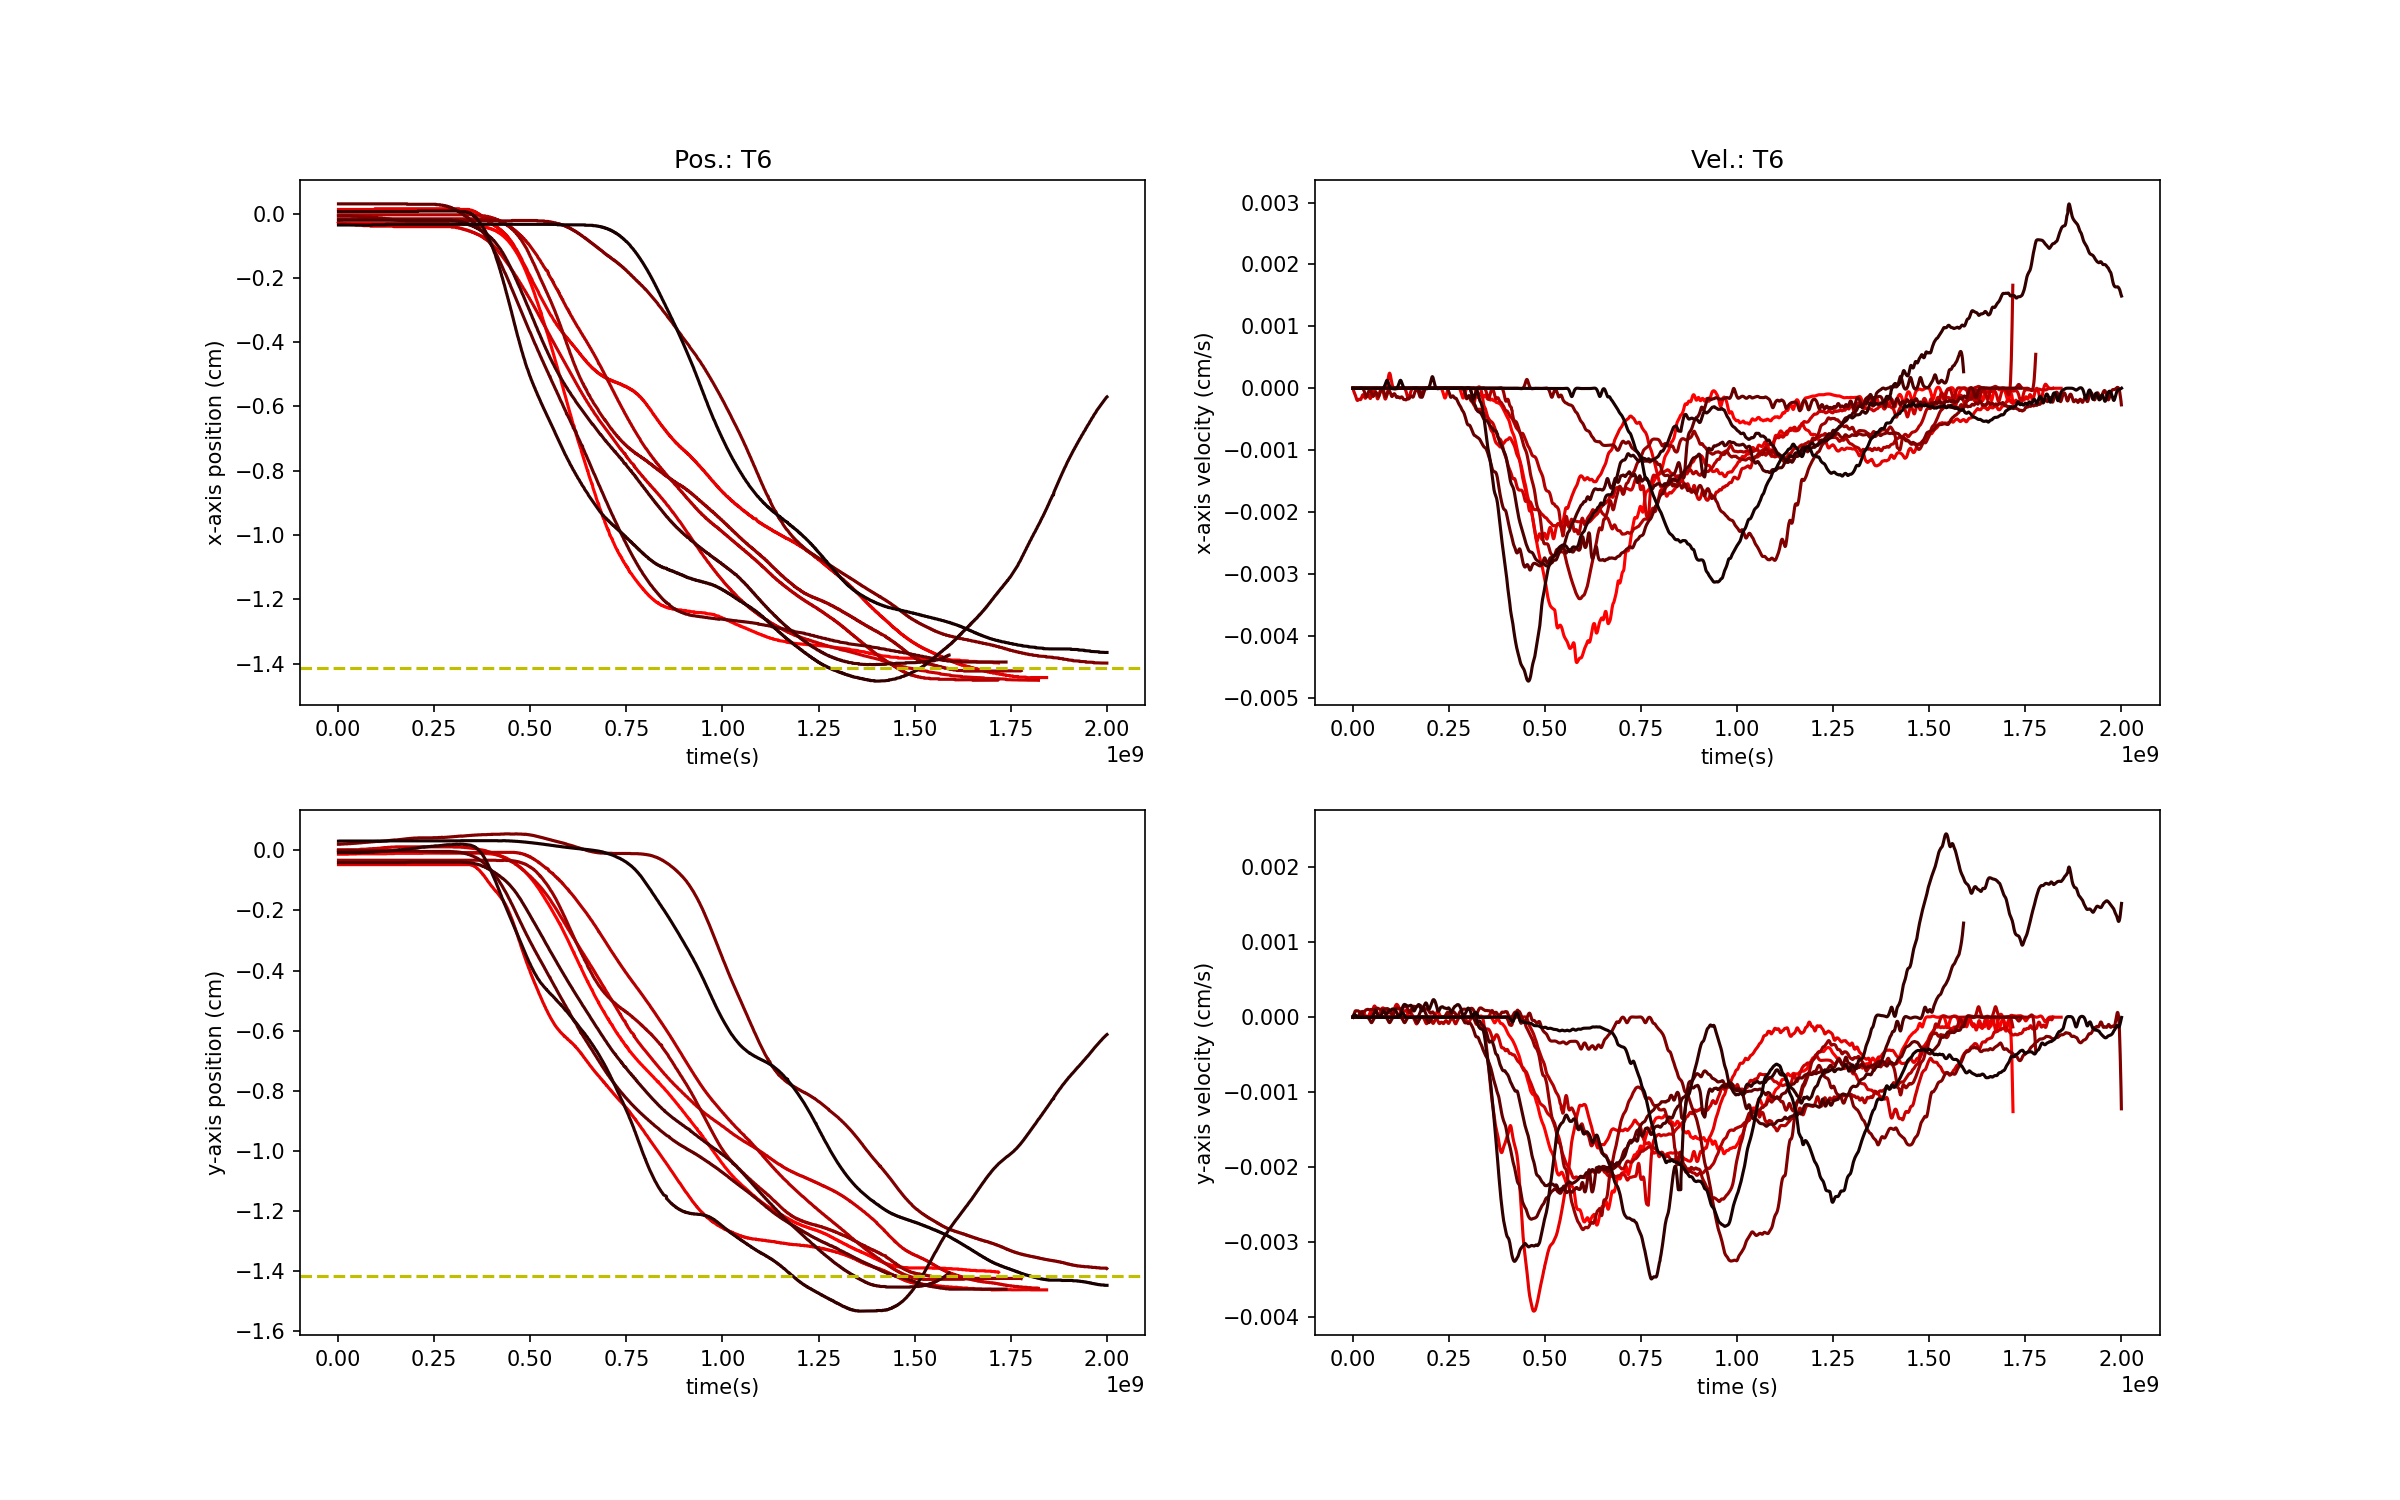 Pos.: T6
0.0
−0.2
−0.4
−0.6
−0.8
−1.0
−1.2
−1.4
x-axis position (cm)
0.00 0.25 0.50 0.75 1.00 1.25 1.50 1.75 2.00
time(s)
1e9
Vel.: T6
0.003
0.002
0.001
0.000
−0.001
−0.002
−0.003
−0.004
−0.005
x-axis velocity (cm/s)
0.00 0.25 0.50 0.75 1.00 1.25 1.50 1.75 2.00
time(s)
1e9
0.0
−0.2
−0.4
−0.6
−0.8
−1.0
−1.2
−1.4
−1.6
y-axis position (cm)
0.00 0.25 0.50 0.75 1.00 1.25 1.50 1.75 2.00
time(s)
1e9
0.002
0.001
0.000
−0.001
−0.002
−0.003
−0.004
y-axis velocity (cm/s)
0.00 0.25 0.50 0.75 1.00 1.25 1.50 1.75 2.00
time (s)
1e9